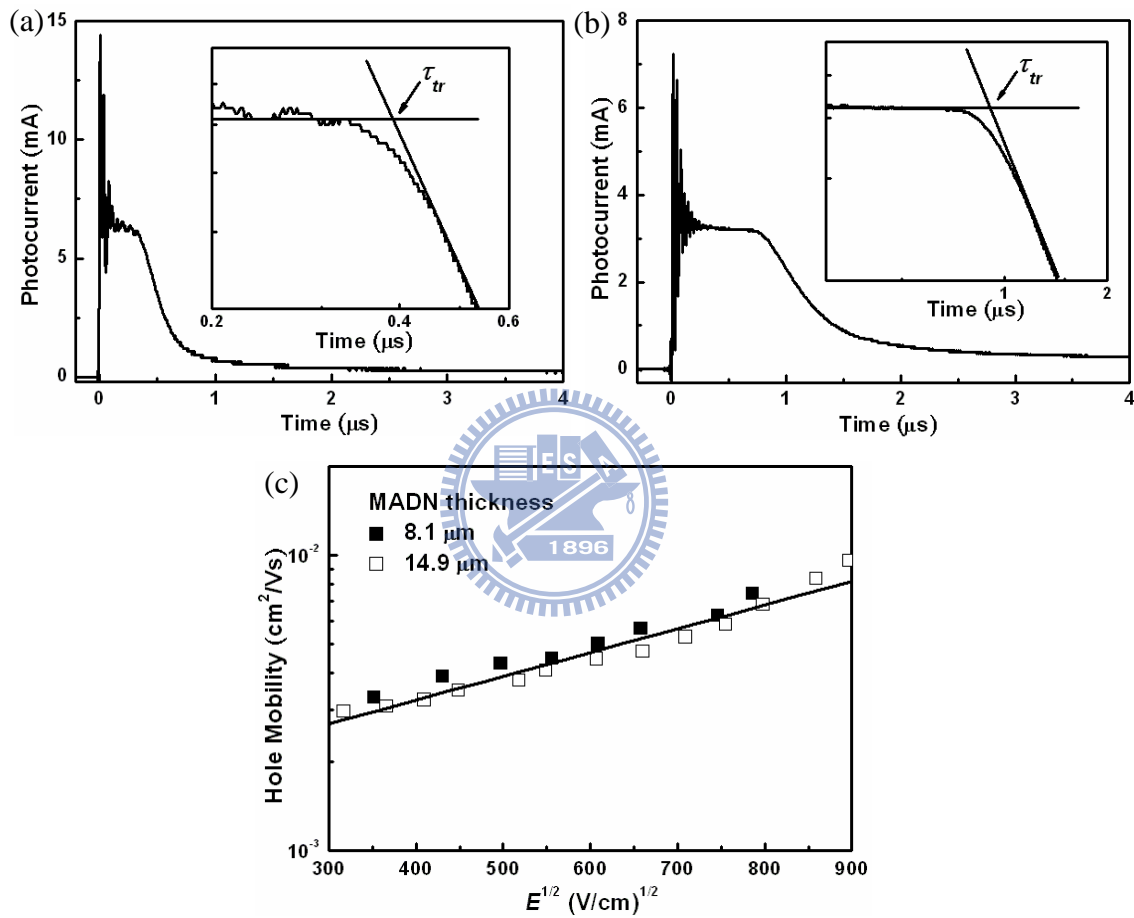 (a)
15
10
5
0
Photocurrent (mA)
0 1 2 3 4
Time (μs)
τtr
0.2 0.4 0.6
Time (μs)
(b)
8
6
4
2
0
Photocurrent (mA)
0 1 2 3 4
Time (μs)
τtr
1 2
Time (μs)
(c)
MADN thickness
8.1 μm
14.9 μm
10-2
10-3
Hole Mobility (cm2/Vs)
300 400 500 600 700 800 900
E1/2 (V/cm)1/2
E S
1896